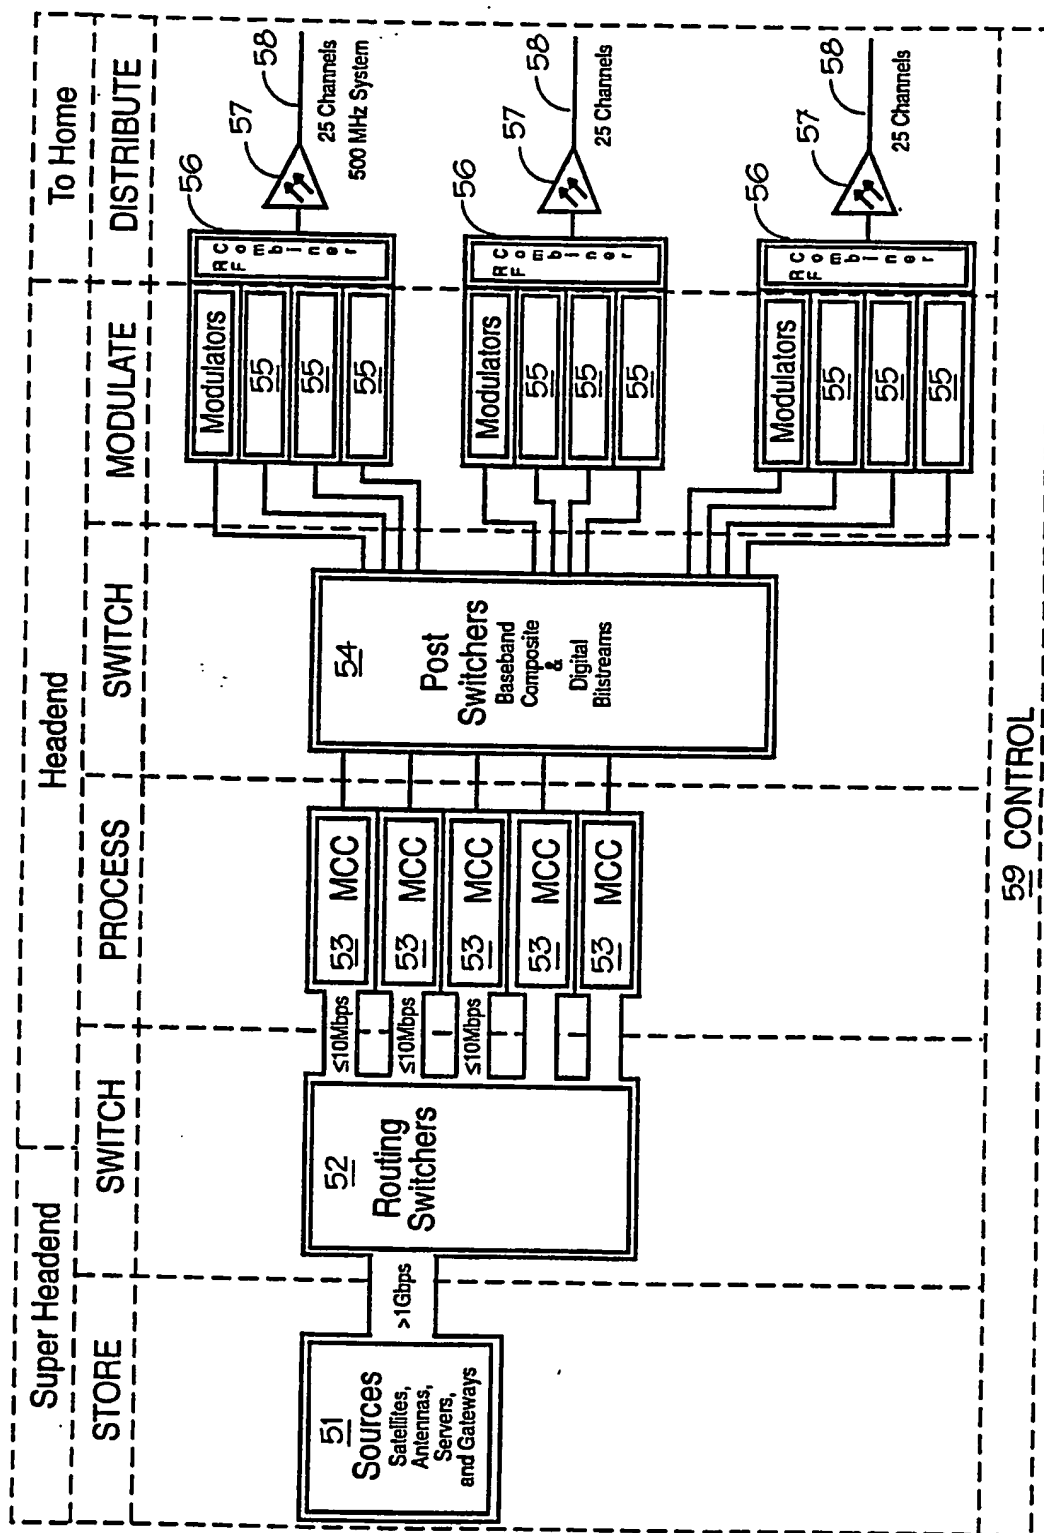 Super Headend
Headend
To Home
STORE
SWITCH
PROCESS
SWITCH
MODULATE
DISTRIBUTE
51
Sources
Satellites,
Antennas,
Servers,
and Gateways
>1Gbps
52
Routing
Switchers
≤10Mbps
≤10Mbps
≤10Mbps
53 MCC
53 MCC
53 MCC
53 MCC
53 MCC
54
Post
Switchers
Baseband
Composite
&
Digital
Bitstreams
Modulators
55
55
55
RF
Combiner
56
57
58
25 Channels
500 MHz System
Modulators
55
55
55
RF
Combiner
56
57
58
25 Channels
Modulators
55
55
55
RF
Combiner
56
57
58
25 Channels
59 CONTROL